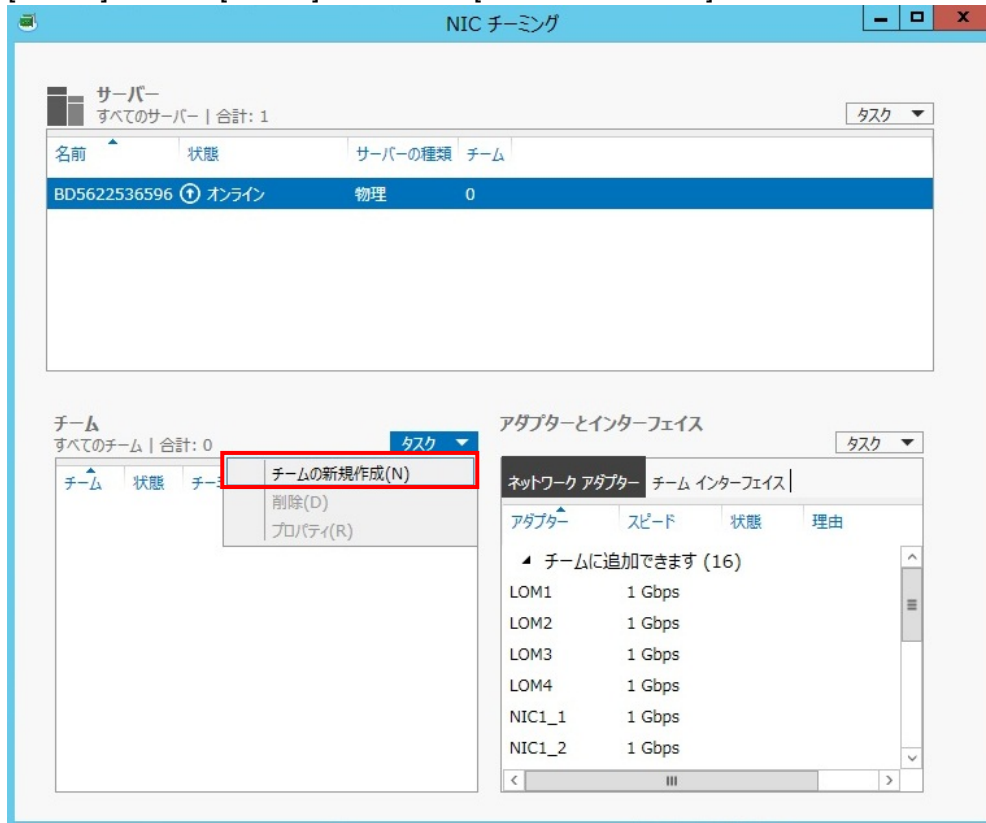 NIC チーミング
サーバー
すべてのサーバー | 合計: 1
タスク
名前 状態 サーバーの種類 チーム
BD5622536596 オンライン 物理 0
チーム
すべてのチーム | 合計: 0
タスク
チーム 状態 チー
チームの新規作成(N)
削除(D)
プロパティ(R)
アダプターとインターフェイス
タスク
ネットワーク アダプター チーム インターフェイス
アダプター スピード 状態 理由
チームに追加できます (16)
LOM1 1 Gbps
LOM2 1 Gbps
LOM3 1 Gbps
LOM4 1 Gbps
NIC1_1 1 Gbps
NIC1_2 1 Gbps